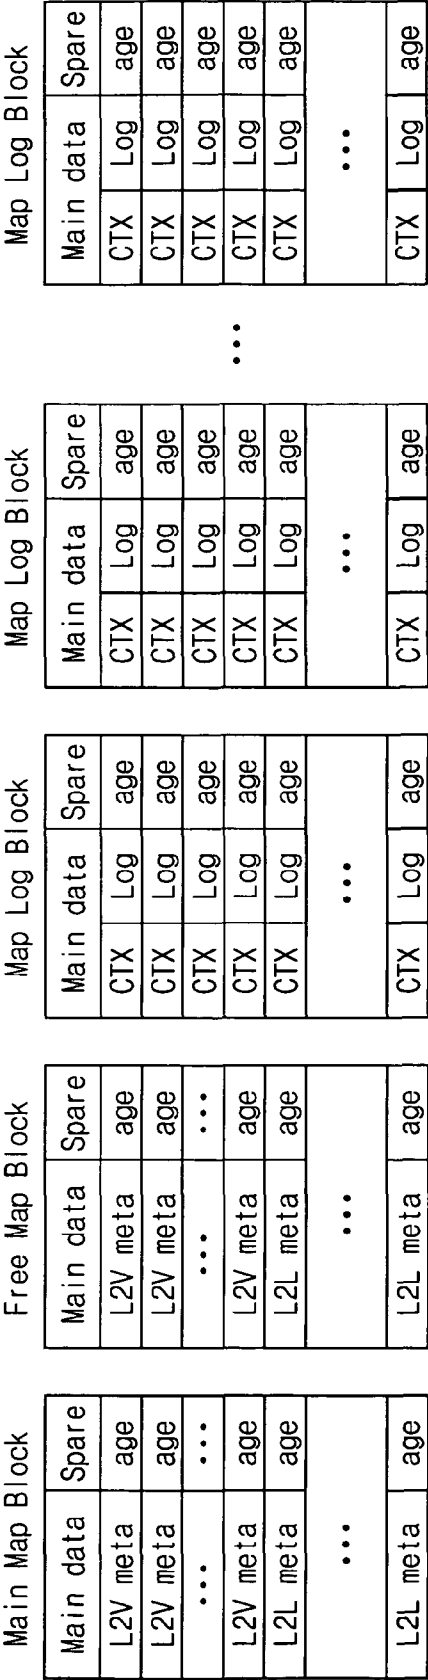 Main Map Block
Main data Spare
L2V meta age
L2V meta age
... ...
L2V meta age
L2L meta age
...
L2L meta age
Free Map Block
Main data Spare
L2V meta age
L2V meta age
... ...
L2V meta age
L2L meta age
...
L2L meta age
Map Log Block
Main data Spare
CTX Log age
CTX Log age
CTX Log age
CTX Log age
CTX Log age
...
CTX Log age
Map Log Block
Main data Spare
CTX Log age
CTX Log age
CTX Log age
CTX Log age
CTX Log age
...
CTX Log age
...
Map Log Block
Main data Spare
CTX Log age
CTX Log age
CTX Log age
CTX Log age
CTX Log age
...
CTX Log age